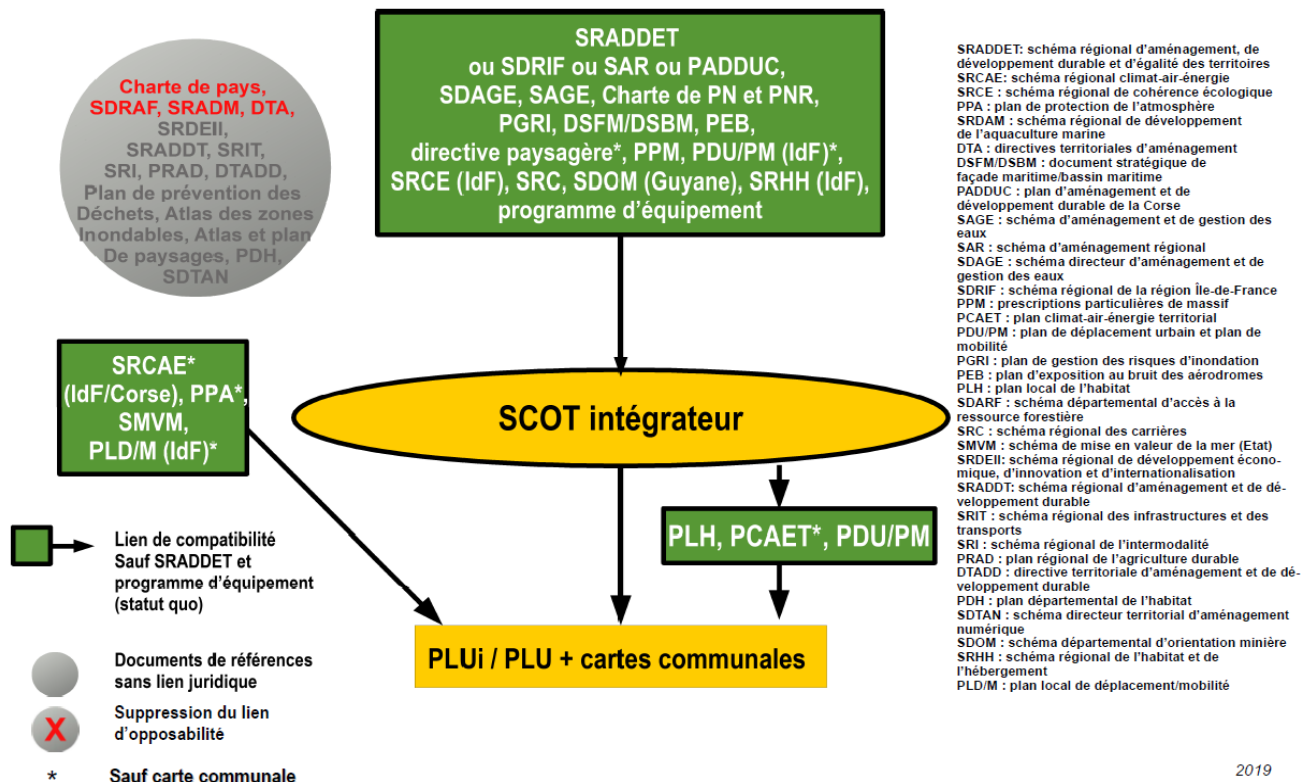 Charte de pays,
SDRAF, SRADM, DTA,
SRDEII,
SRADDT, SRIT,
SRI, PRAD, DTADD,
Plan de prévention des
Déchets, Atlas des zones
Inondables, Atlas et plan
De paysages, PDH,
SDTAN
SRADDET
ou SDRIF ou SAR ou PADDUC,
SDAGE, SAGE, Charte de PN et PNR,
PGRI, DSFM/DSBM, PEB,
directive paysagère*, PPM, PDU/PM (IdF)*,
SRCE (IdF), SRC, SDOM (Guyane), SRHH (IdF),
programme d'équipement
SRCAE*
(IdF/Corse), PPA*,
SMVM,
PLD/M (IdF)*
SCOT intégrateur
PLH, PCAET*, PDU/PM
PLUi / PLU + cartes communales
Lien de compatibilité
Sauf SRADDET et
programme d'équipement
(statut quo)
Documents de références
sans lien juridique
X
Suppression du lien
d'opposabilité
* Sauf carte communale
SRADDET: schéma régional d'aménagement, de
développement durable et d'égalité des territoires
SRCAE: schéma régional climat-air-énergie
SRCE : schéma régional de cohérence écologique
PPA : plan de protection de l'atmosphère
SRDAM : schéma régional de développement
de l'aquaculture marine
DTA : directives territoriales d'aménagement
DSFM/DSBM : document stratégique de
façade maritime/bassin maritime
PADDUC : plan d'aménagement et de
développement durable de la Corse
SAGE : schéma d'aménagement et de gestion des
eaux
SAR : schéma d'aménagement régional
SDAGE : schéma directeur d'aménagement et de
gestion des eaux
SDRIF : schéma régional de la région Île-de-France
PPM : prescriptions particulières de massif
PCAET : plan climat-air-énergie territorial
PDU/PM : plan de déplacement urbain et plan de
mobilité
PGRI : plan de gestion des risques d'inondation
PEB : plan d'exposition au bruit des aérodromes
PLH : plan local de l'habitat
SDARF : schéma départemental d'accès à la
ressource forestière
SRC : schéma régional des carrières
SMVM : schéma de mise en valeur de la mer (Etat)
SRDEII: schéma régional de développement écono-
mique, d'innovation et d'internationalisation
SRADDT: schéma régional d'aménagement et de dé-
veloppement durable
SRIT : schéma régional des infrastructures et des
transports
SRI : schéma régional de l'intermodalité
PRAD : plan régional de l'agriculture durable
DTADD : directive territoriale d'aménagement et de dé-
veloppement durable
PDH : plan départemental de l'habitat
SDTAN : schéma directeur territorial d'aménagement
numérique
SDOM : schéma départemental d'orientation minière
SRHH : schéma régional de l'habitat et de
l'hébergement
PLD/M : plan local de déplacement/mobilité
2019